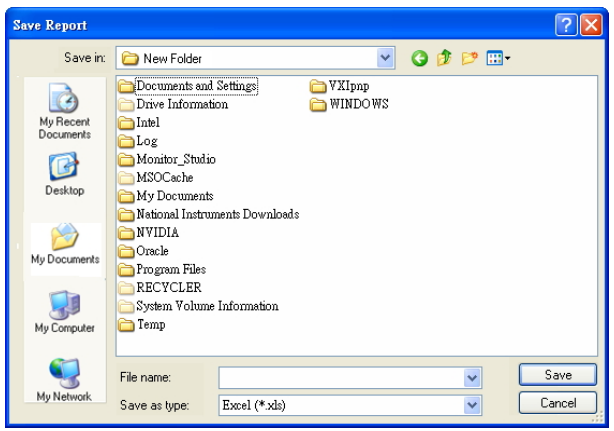 Save Report
Save in:
New Folder
My Recent
Documents
Desktop
My Documents
My Computer
My Network
Documents and Settings
Drive Information
Intel
Log
Monitor_Studio
MSOCache
My Documents
National Instruments Downloads
NVIDIA
Oracle
Program Files
RECYCLER
System Volume Information
Temp
VXIpnp
WINDOWS
File name:
Save
Save as type:
Excel (*.xls)
Cancel